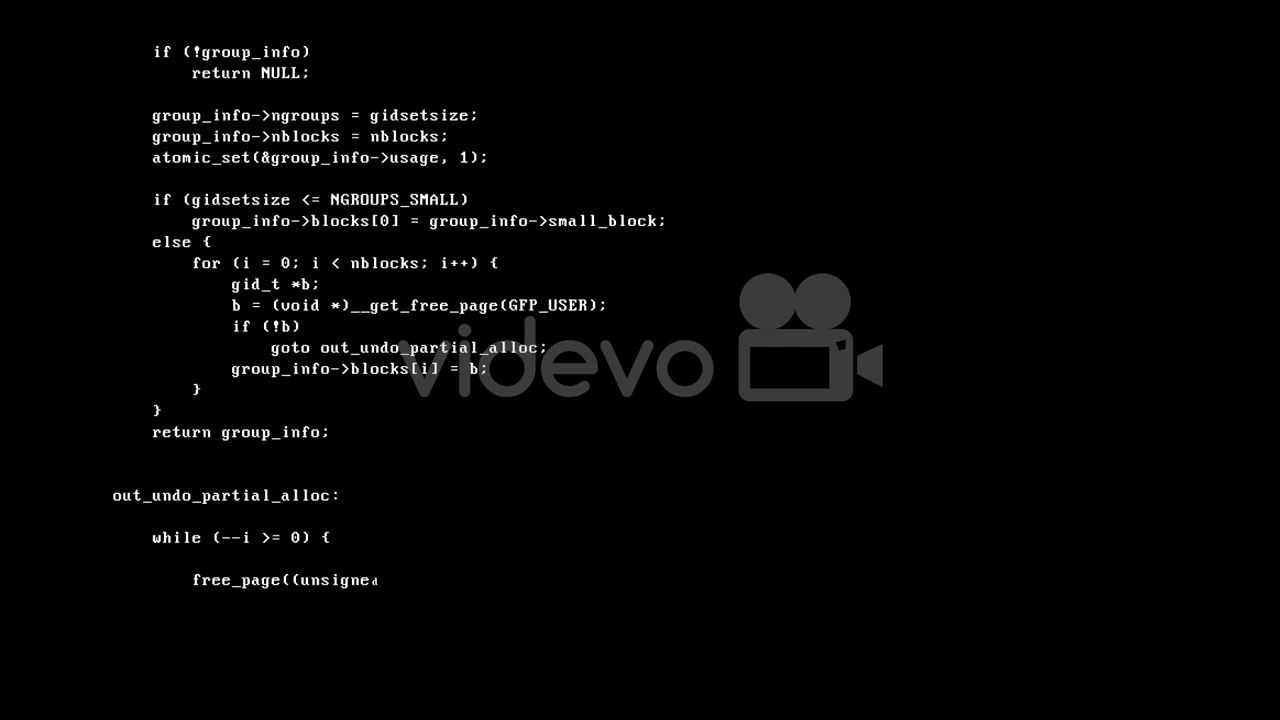 if (!group_info)
return NULL;
group_info->ngroups = gidsetsize;
group_info->nblocks = nblocks;
atomic_set(&group_info->usage, 1);
if (gidsetsize <= NGROUPS_SMALL)
group_info->blocks[0] = group_info->small_block;
else {
for (i = 0; i < nblocks; i++) {
gid_t *b;
b = (void *)__get_free_page(GFP_USER);
if (!b)
goto out_undo_partial_alloc;
group_info->blocks[i] = b;
}
}
return group_info;
out_undo_partial_alloc:
while (--i >= 0) {
free_page((unsigned
videvo